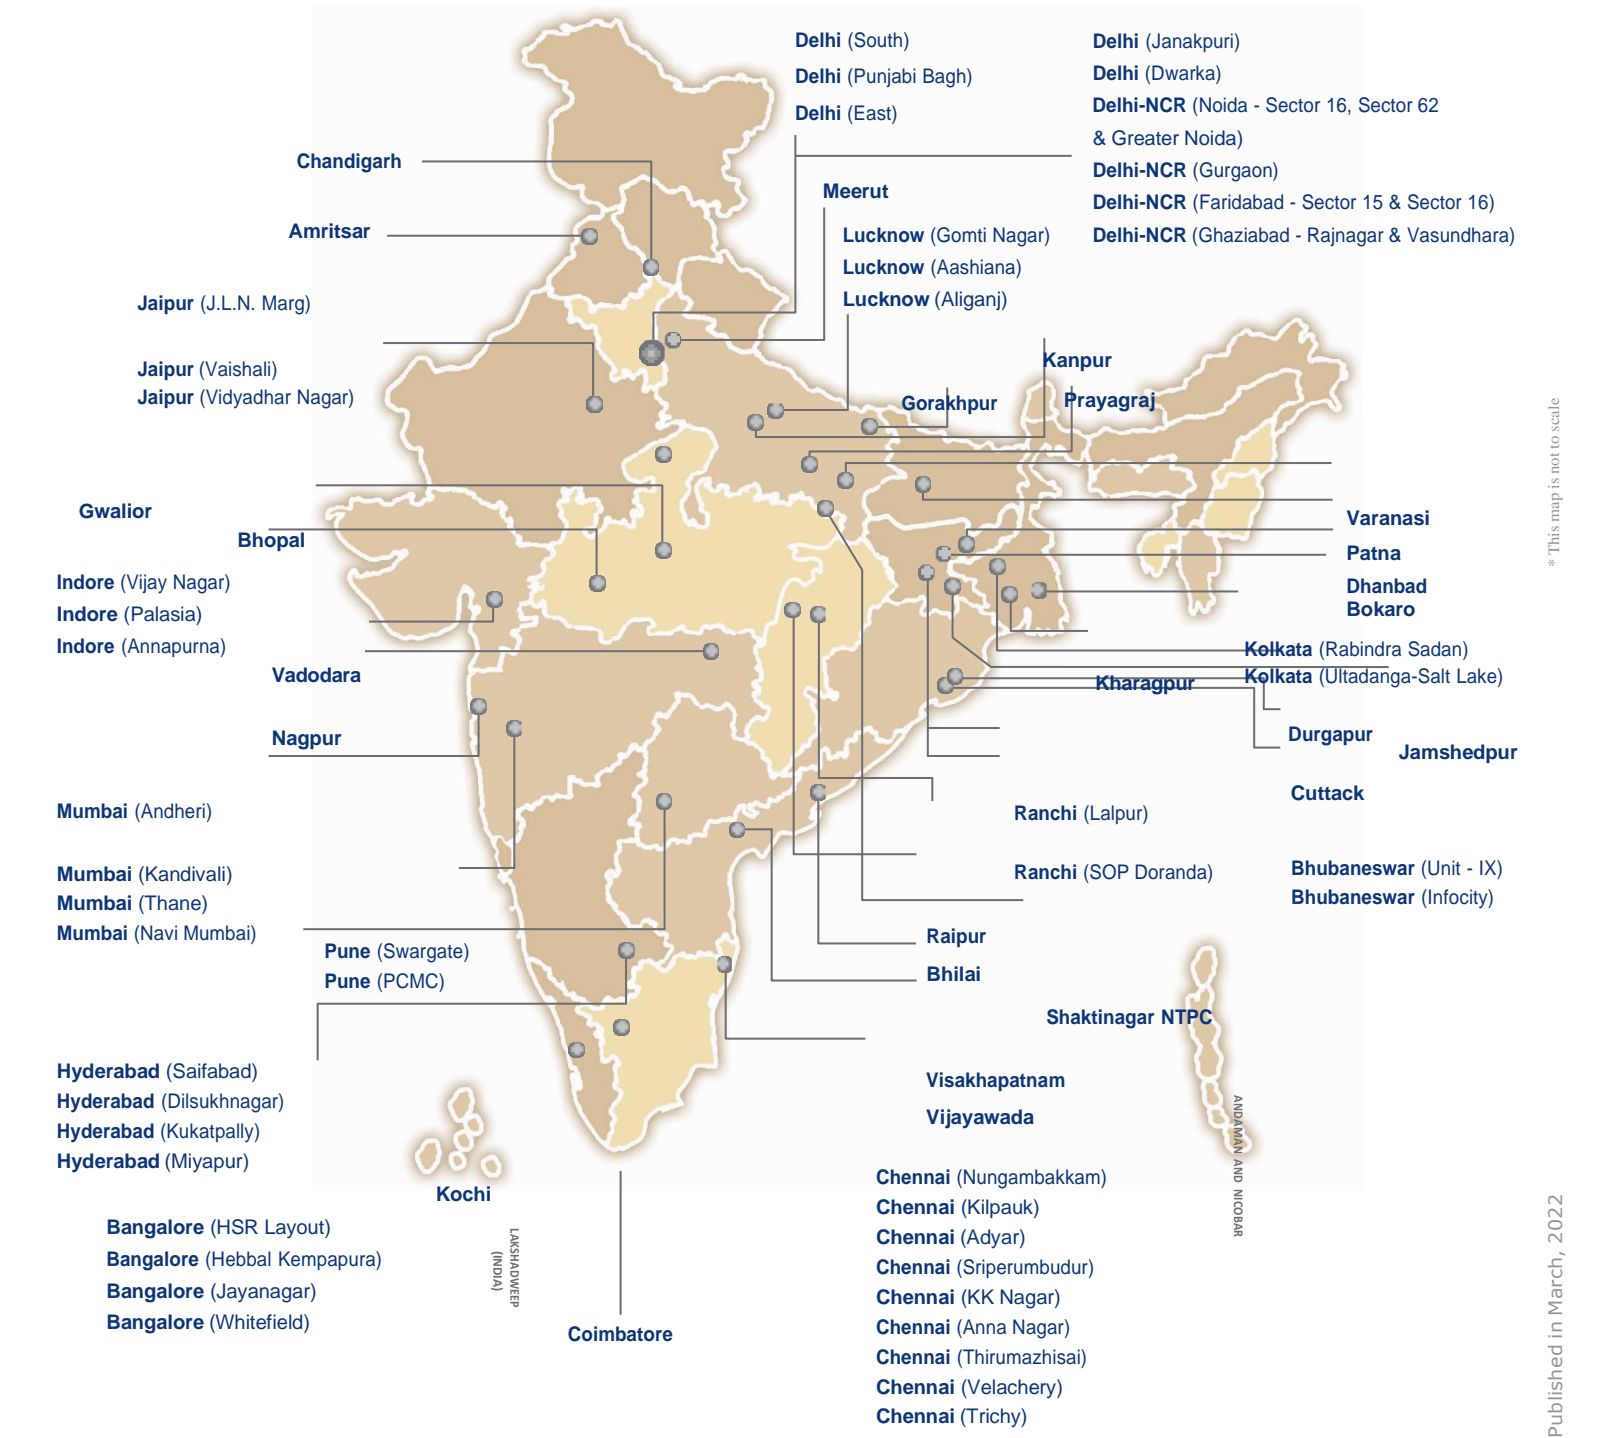 Delhi (South)
Delhi (Punjabi Bagh)
Delhi (East)
Delhi (Janakpuri)
Delhi (Dwarka)
Delhi-NCR (Noida - Sector 16, Sector 62
& Greater Noida)
Delhi-NCR (Gurgaon)
Delhi-NCR (Faridabad - Sector 15 & Sector 16)
Delhi-NCR (Ghaziabad - Rajnagar & Vasundhara)
Chandigarh
Meerut
Amritsar
Lucknow (Gomti Nagar)
Lucknow (Aashiana)
Lucknow (Aliganj)
Jaipur (J.L.N. Marg)
Jaipur (Vaishali)
Jaipur (Vidyadhar Nagar)
Kanpur
Gorakhpur
Prayagraj
* This map is not to scale
Gwalior
Bhopal
Varanasi
Patna
Dhanbad
Bokaro
Indore (Vijay Nagar)
Indore (Palasia)
Indore (Annapurna)
Kolkata (Rabindra Sadan)
Kolkata (Ultadanga-Salt Lake)
Vadodara
Kharagpur
Nagpur
Durgapur
Jamshedpur
Cuttack
Mumbai (Andheri)
Mumbai (Kandivali)
Mumbai (Thane)
Mumbai (Navi Mumbai)
Ranchi (Lalpur)
Ranchi (SOP Doranda)
Bhubaneswar (Unit - IX)
Bhubaneswar (Infocity)
Pune (Swargate)
Pune (PCMC)
Raipur
Bhilai
Shaktinagar NTPC
Hyderabad (Saifabad)
Hyderabad (Dilsukhnagar)
Hyderabad (Kukatpally)
Hyderabad (Miyapur)
Visakhapatnam
Vijayawada
ANDAMAN AND NICOBAR
Kochi
LAKSHADWEEP
(INDIA)
Bangalore (HSR Layout)
Bangalore (Hebbal Kempapura)
Bangalore (Jayanagar)
Bangalore (Whitefield)
Coimbatore
Chennai (Nungambakkam)
Chennai (Kilpauk)
Chennai (Adyar)
Chennai (Sriperumbudur)
Chennai (KK Nagar)
Chennai (Anna Nagar)
Chennai (Thirumazhisai)
Chennai (Velachery)
Chennai (Trichy)
Published in March, 2022